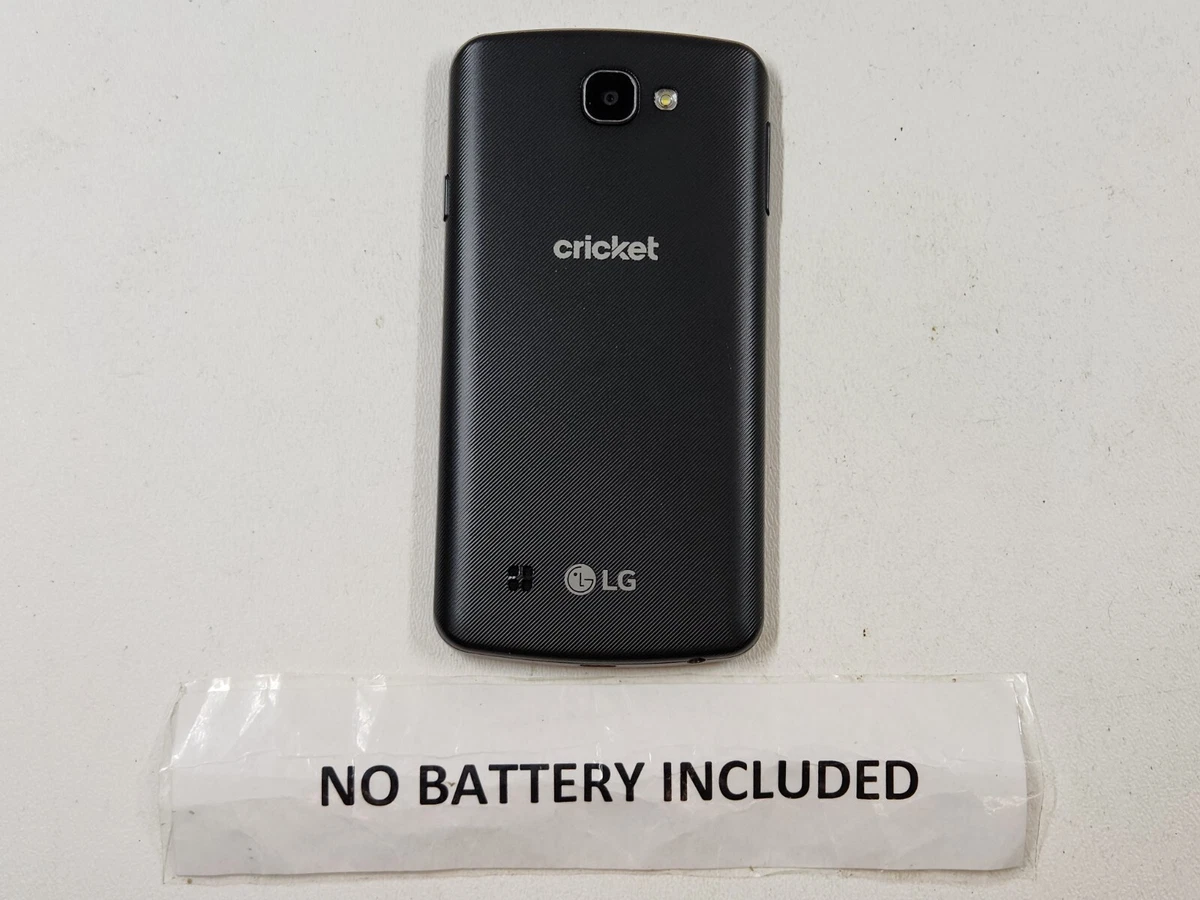 cricket
LG
NO BATTERY INCLUDED